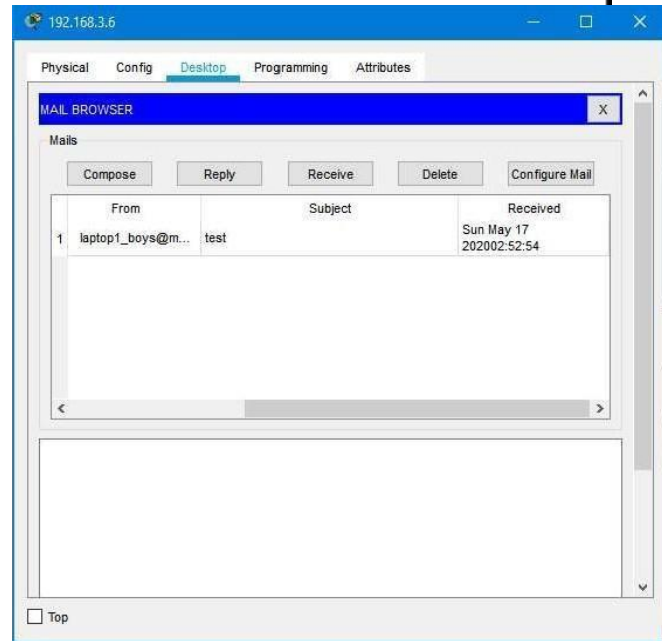 192.168.3.6
Physical Config Desktop Programming Attributes
MAIL BROWSER X
Mails
Compose Reply Receive Delete Configure Mail
From Subject Received
1 laptop1_boys@m... test Sun May 17
202002:52:54
Top